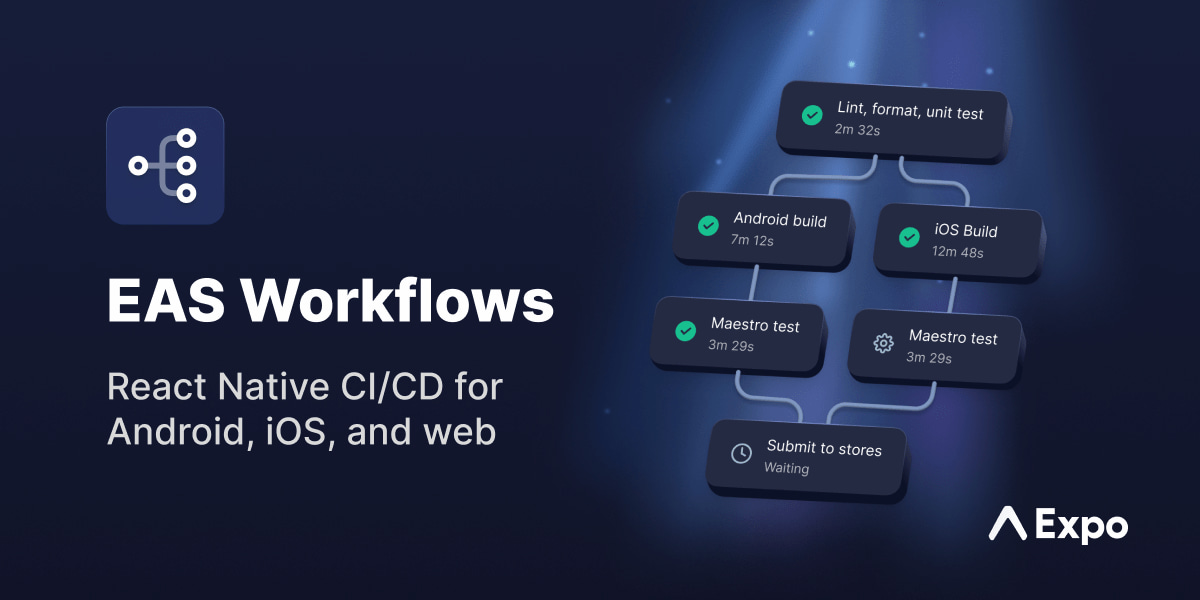 EAS Workflows
React Native CI/CD for
Android, iOS, and web
Lint, format, unit test
2m 32s
Android build
7m 12s
iOS Build
12m 48s
Maestro test
3m 29s
Maestro test
3m 29s
Submit to stores
Waiting
Expo